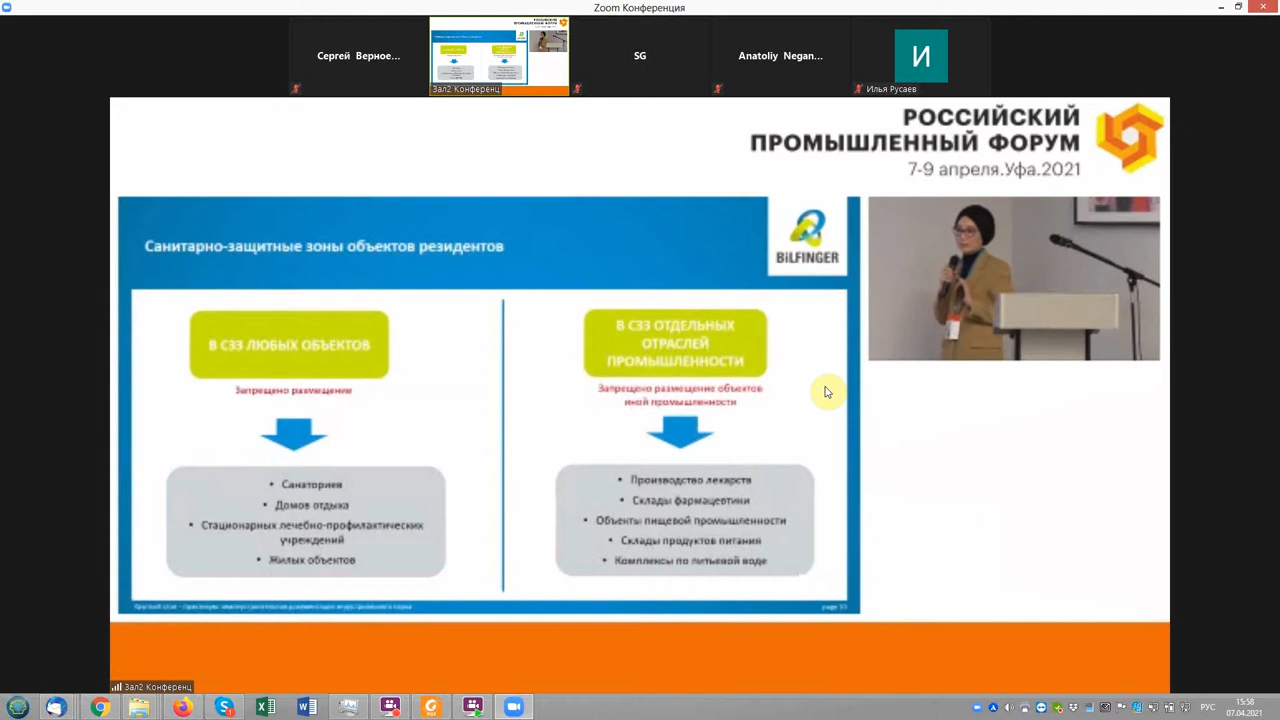 Zoom Конференция
Сергей Верное...
SG
Anatoliy Negan...
И
Зал2 Конференц
Илья Русаев
РОССИЙСКИЙ
ПРОМЫШЛЕННЫЙ ФОРУМ
7-9 апреля.Уфа.2021
Санитарно-защитные зоны объектов резидентов
BILFINGER
В СЗЗ ЛЮБЫХ ОБЪЕКТОВ
Запрещено размещение
• Санаториев
• Домов отдыха
• Стационарных лечебно-профилактических
учреждений
• Жилых объектов
В СЗЗ ОТДЕЛЬНЫХ
ОТРАСЛЕЙ
ПРОМЫШЛЕННОСТИ
Запрещено размещение объектов
иной промышленности
• Производство лекарств
• Склады фармацевтики
• Объекты пищевой промышленности
• Склады продуктов питания
• Комплексы по питьевой воде
Зал2 Конференц
РУС
15:58
07.04.2021